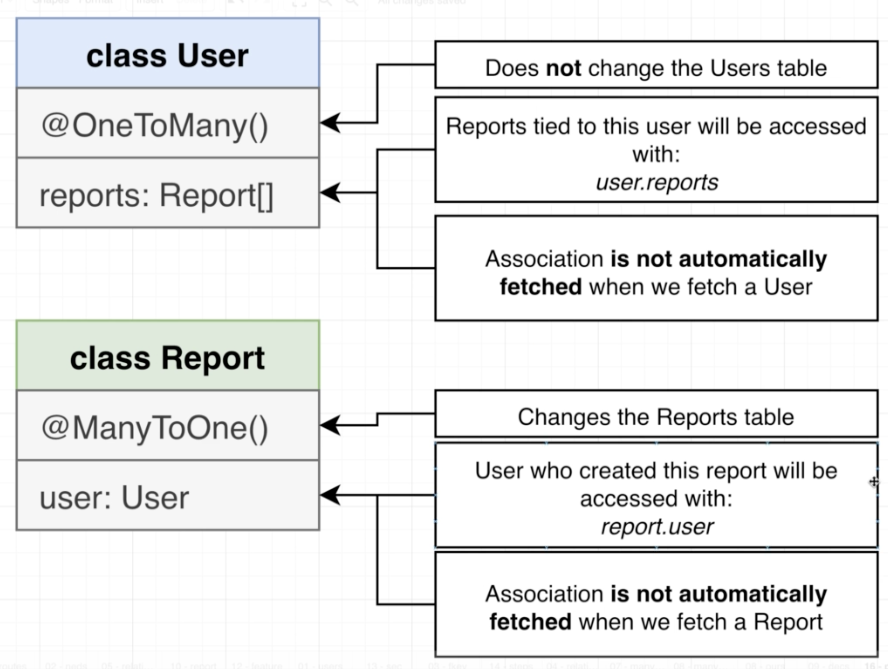 class User
@OneToMany()
reports: Report[]
Does not change the Users table
Reports tied to this user will be accessed
with:
user.reports
Association is not automatically
fetched when we fetch a User
class Report
@ManyToOne()
user: User
Changes the Reports table
User who created this report will be
accessed with:
report.user
Association is not automatically
fetched when we fetch a Report